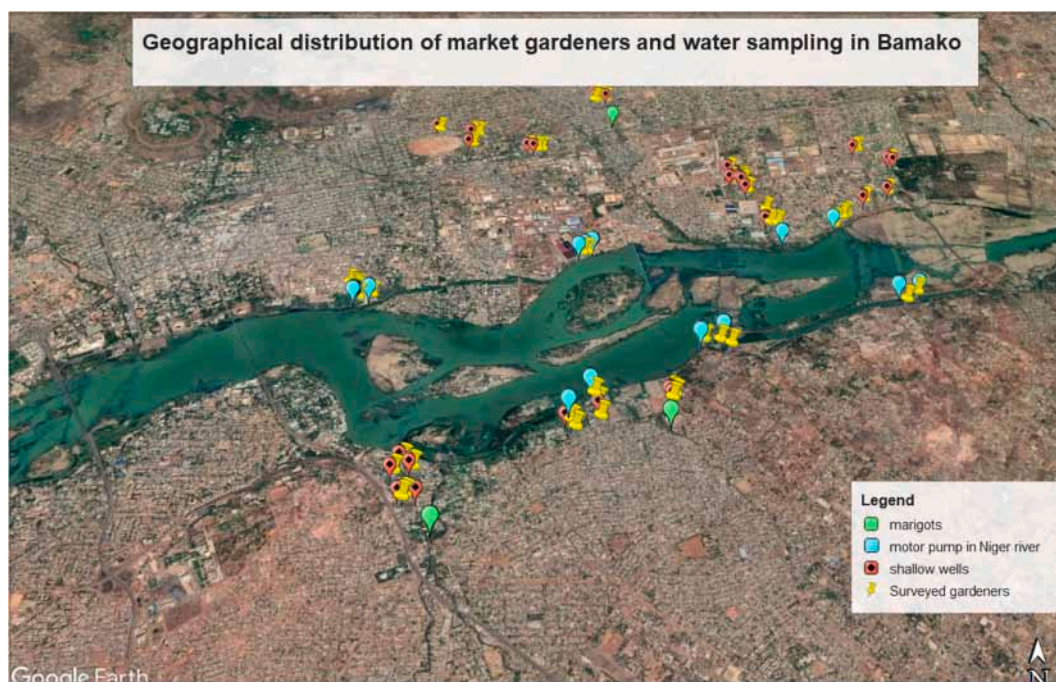 Geographical distribution of market gardeners and water sampling in Bamako
Legend
marigots
motor pump in Niger river
shallow wells
Surveyed gardeners
Google Earth
N